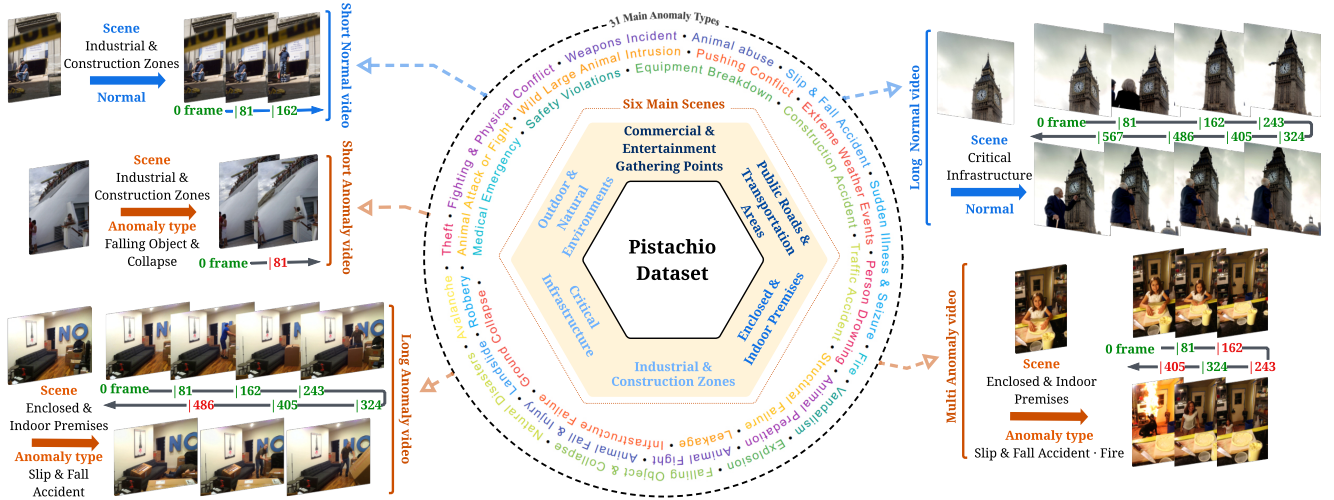 Scene
Industrial &
Construction Zones
Normal
0 frame |81 |162
Short Normal video
Scene
Industrial &
Construction Zones
Anomaly type
Falling Object &
Collapse
0 frame |81
Short Anomaly video
NO
NO
NO
NO
NO
Scene
Enclosed &
Indoor Premises
Anomaly type
Slip & Fall
Accident
0 frame |81 |162 |243
|486 |405 |324
NO
NO
NO
Long Anomaly video
31 Main Anomaly Types
Theft • Fighting & Physical Conflict • Weapons Incident • Animal abuse • Slip & Fall Accident • Sudden Illness & Seizure • Fire • Vandalism • Explosion • Falling Object & Collapse • Natural Disasters • Avalanche •
Animal Attack or Fight • Wild Large Animal Intrusion • Pushing Conflict • Extreme Weather Events • Person Drowning • Animal Predation • Animal Fight • Animal Fall & Injury • Landslide • Robbery •
Medical Emergency • Safety Violations • Equipment Breakdown • Construction Accident • Traffic Accident • Structural Failure • Leakage • Infrastructure Failure • Ground Collapse •
Six Main Scenes
Commercial &
Entertainment
Gathering Points
Public Roads &
Transportation
Areas
Enclosed &
Indoor Premises
Industrial &
Construction Zones
Critical
Infrastructure
Outdoor &
Natural
Environments
Pistachio
Dataset
Long Normal video
0 frame |81 |162 |243
|567 |486 |405 |324
Scene
Critical
Infrastructure
Normal
Multi Anomaly video
Scene
Enclosed & Indoor
Premises
Anomaly type
Slip & Fall Accident · Fire
0 frame |81 |162
|405 |324 |243